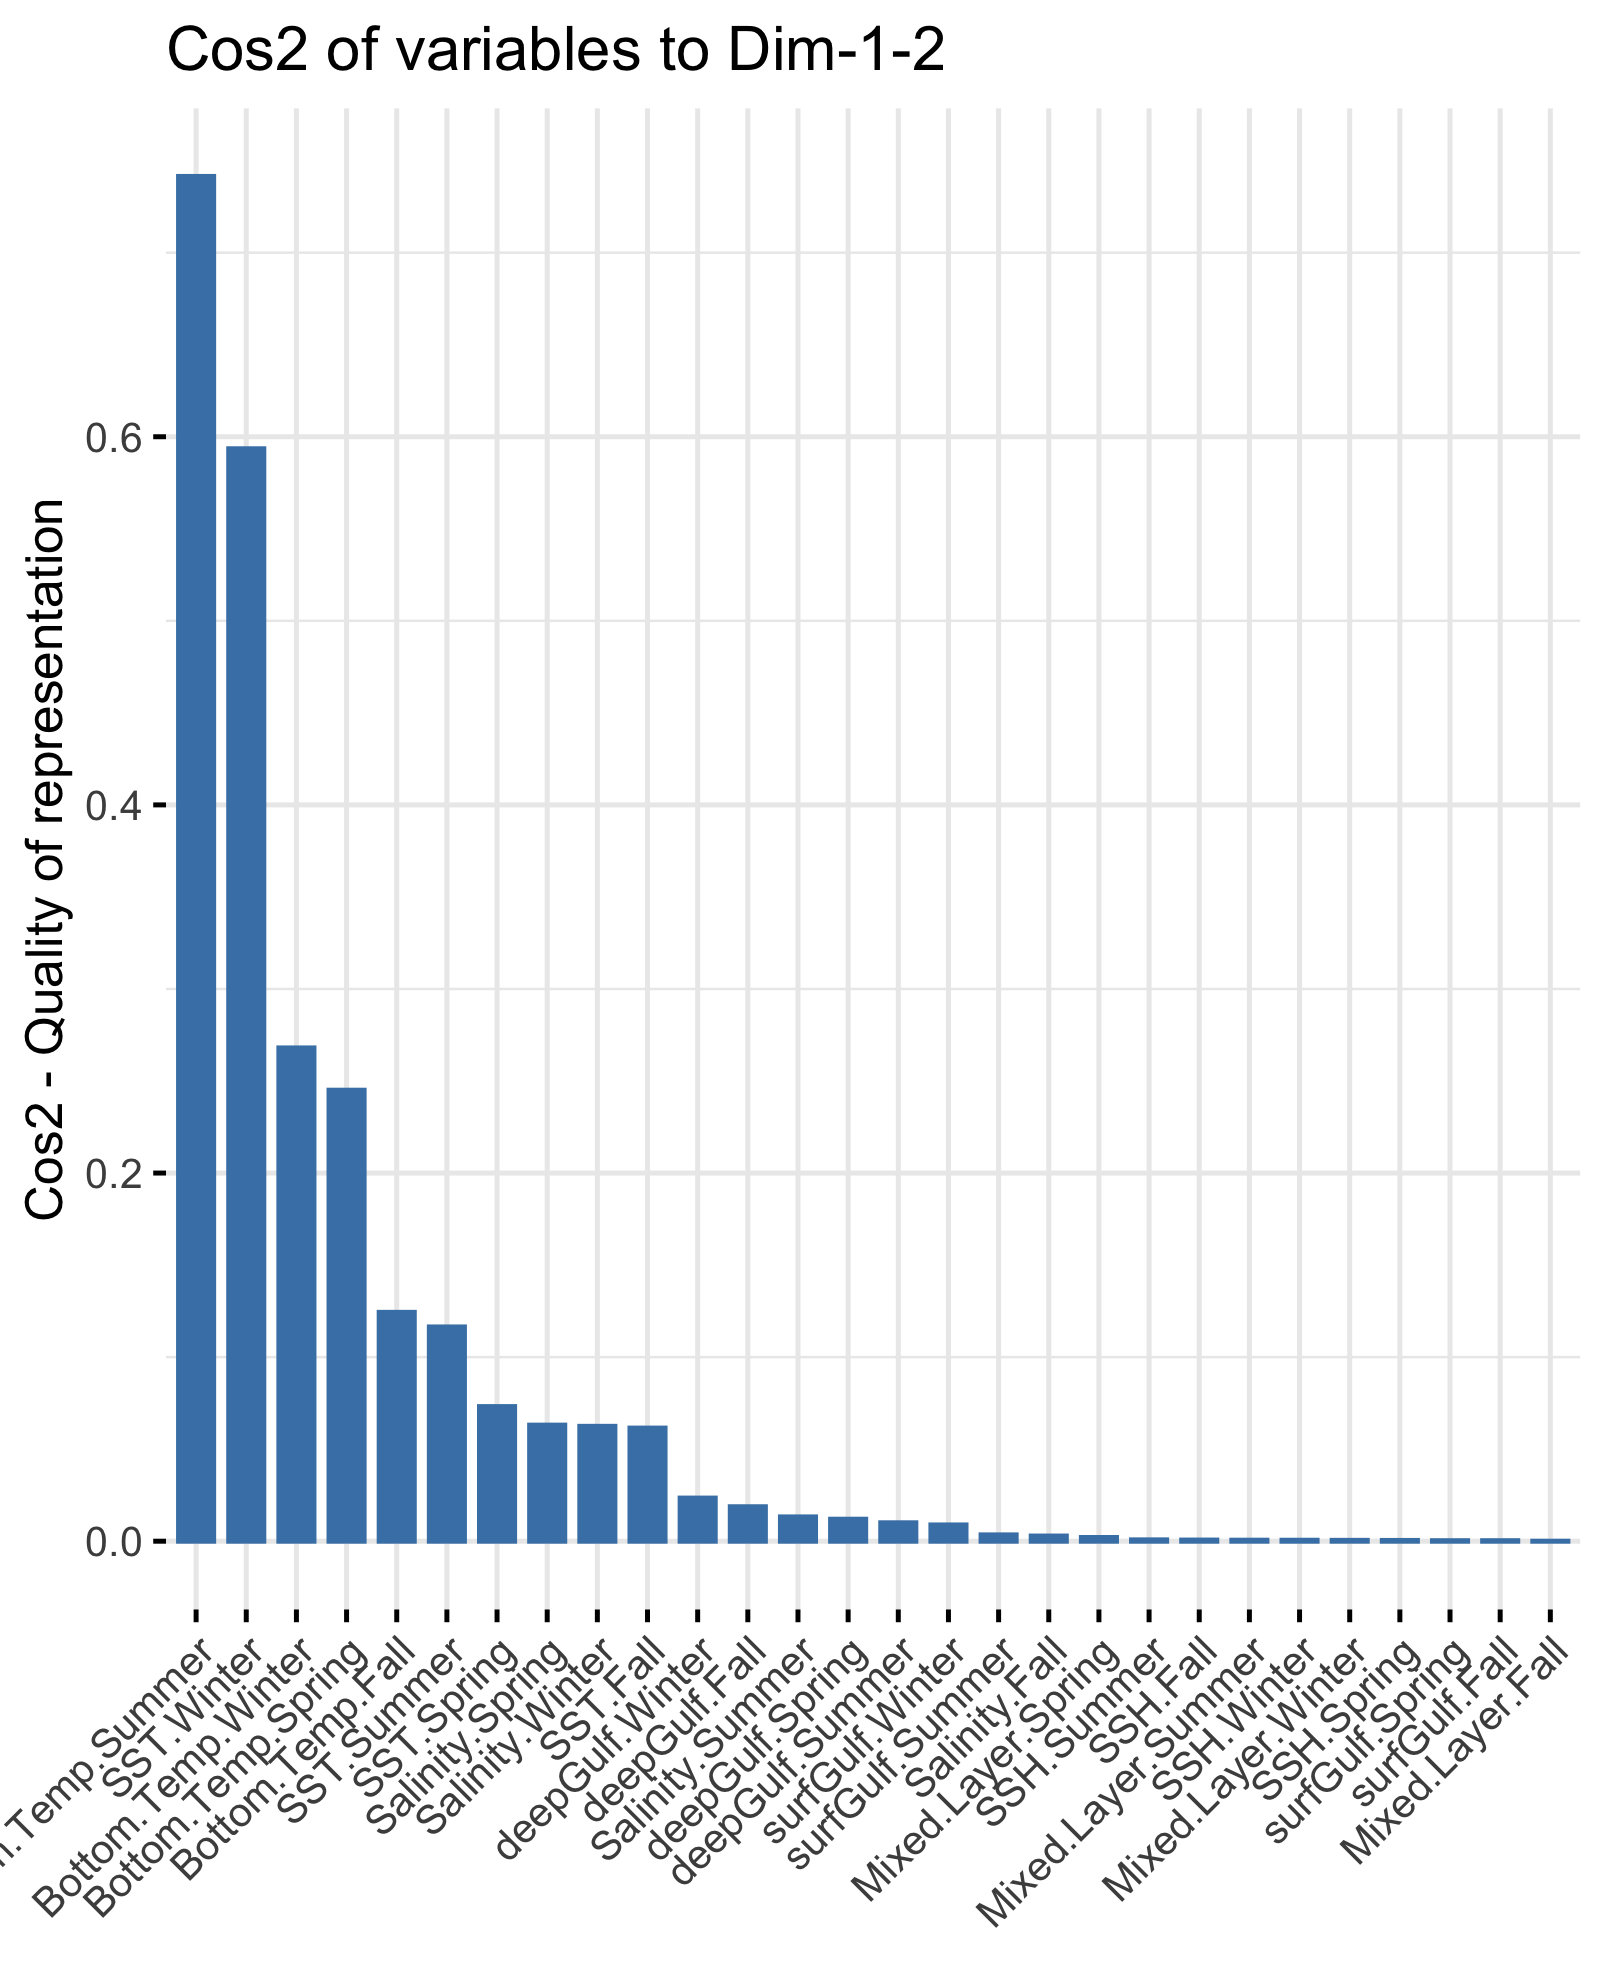 Cos2 of variables to Dim-1-2
Cos2 - Quality of representation
0.6
0.4
0.2
0.0
.Temp.Summer
SST.Winter
Bottom.Temp.Winter
Bottom.Temp.Spring
Bottom.Temp.Fall
SST.Summer
SST.Spring
Salinity.Spring
Salinity.Winter
SST.Fall
deepGulf.Winter
deepGulf.Fall
Salinity.Summer
deepGulf.Spring
deepGulf.Summer
surfGulf.Winter
surfGulf.Summer
Salinity.Fall
Mixed.Layer.Spring
SSH.Summer
SSH.Fall
Mixed.Layer.Summer
SSH.Winter
Mixed.Layer.Winter
SSH.Spring
surfGulf.Spring
surfGulf.Fall
Mixed.Layer.Fall